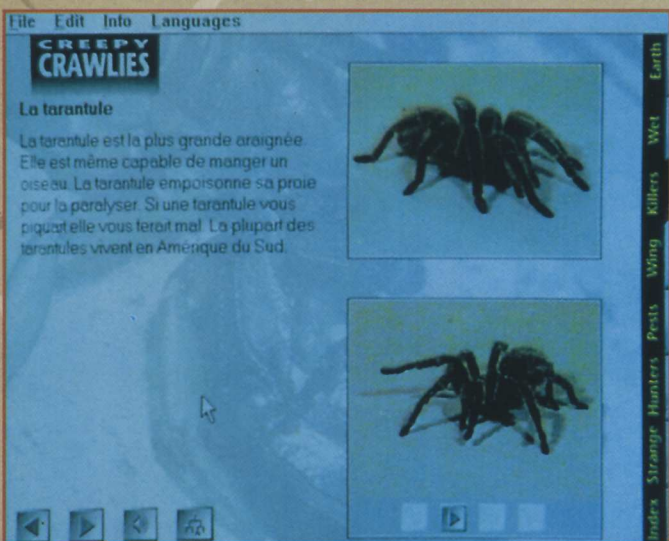 File Edit Info Languages
CREEPY
CRAWLIES
La tarantule
La tarantule est la plus grande araignée.
Elle est même capable de manger un
oiseau. La tarantule empoisonne sa proie
pour la paralyser. Si une tarantule vous
piquait elle vous ferait mal. La plupart des
tarantules vivent en Amérique du Sud.
Earth
Wet
Killers
Wing
Pests
Hunters
Strange
Index